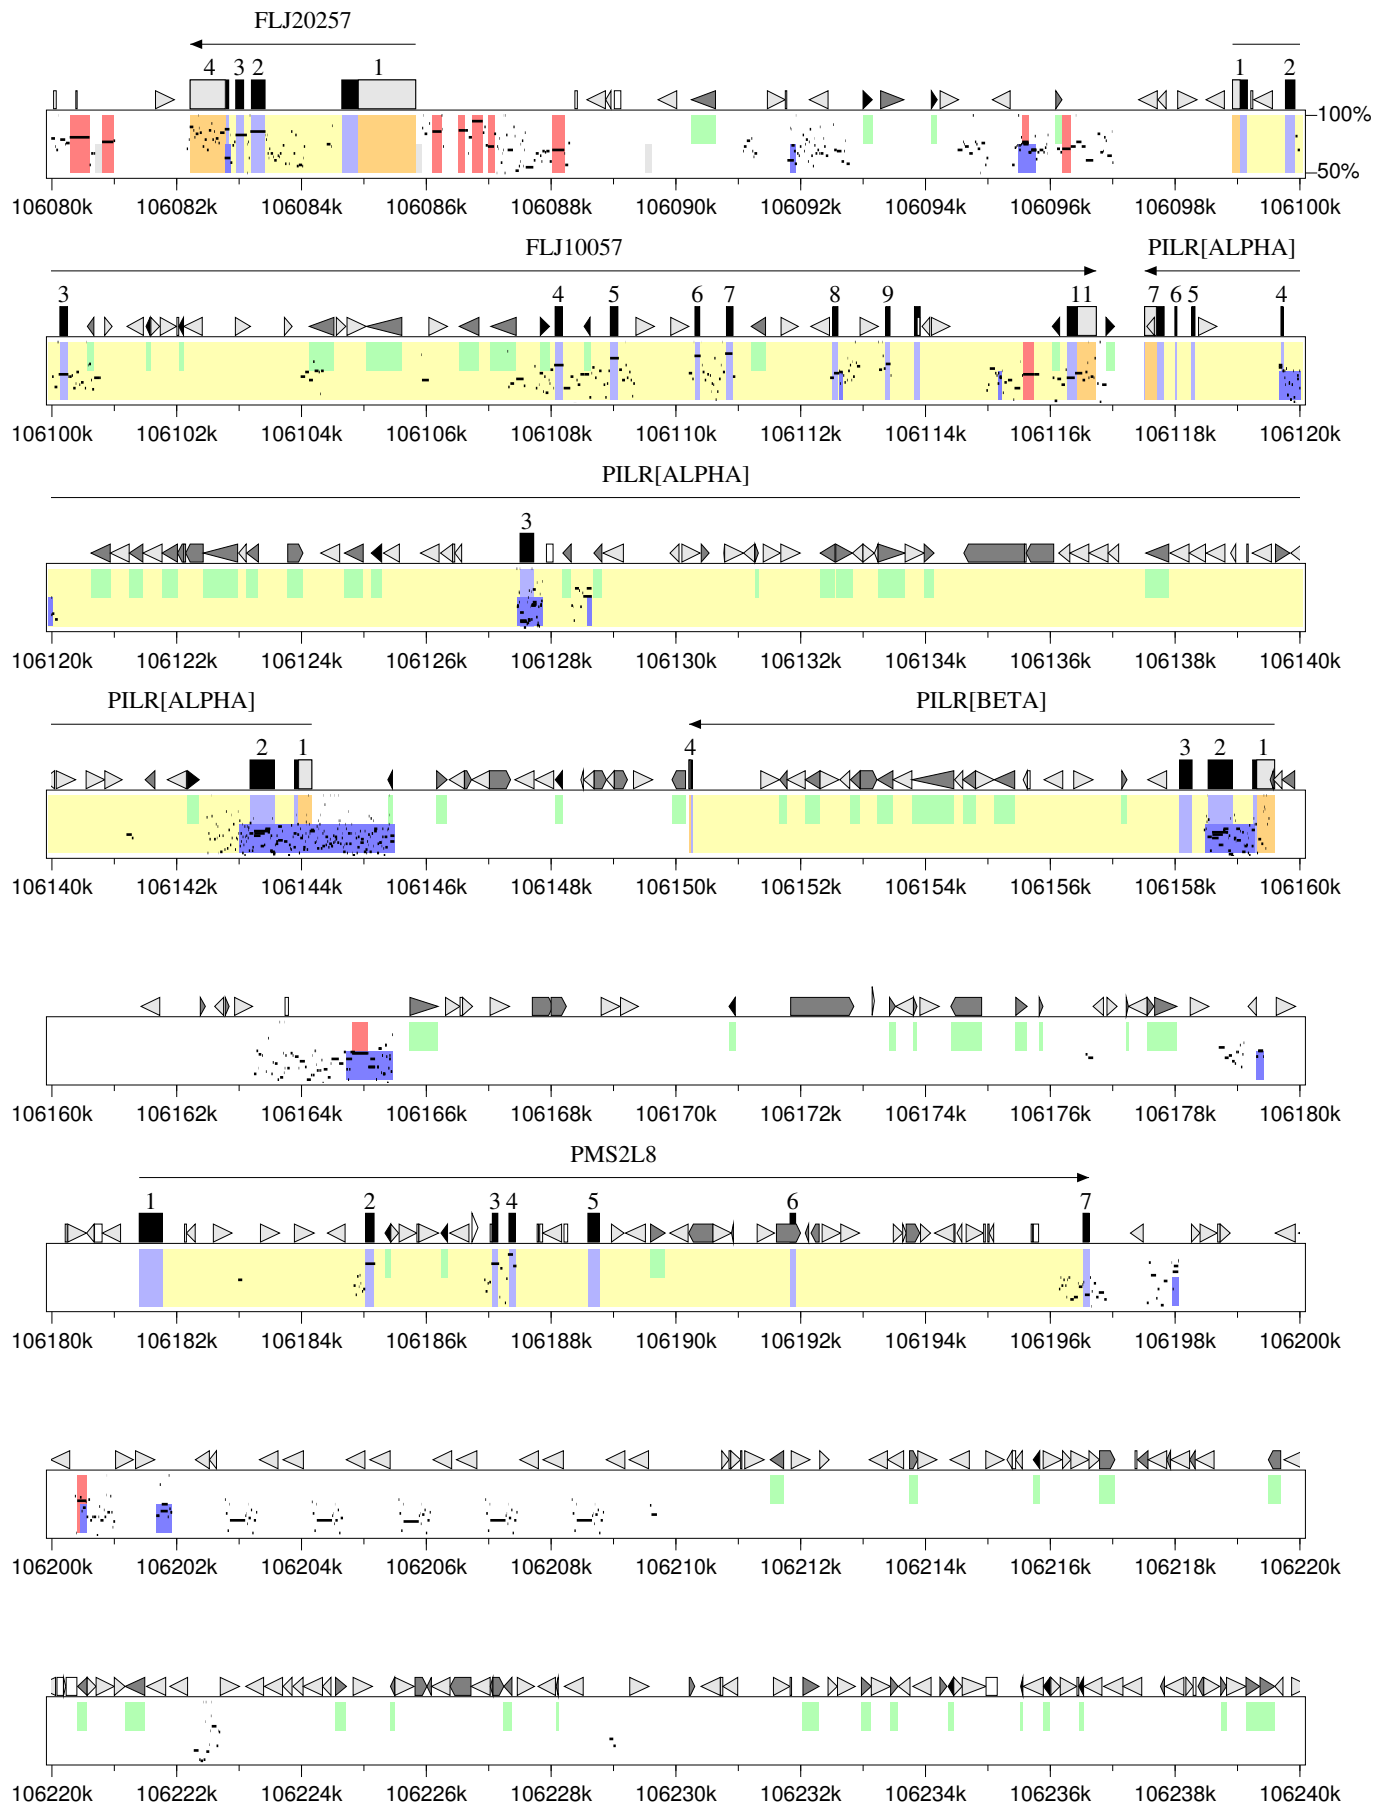 FLJ20257
4 3 2 1 1 2
100%
50%
106080k 106082k 106084k 106086k 106088k 106090k 106092k 106094k 106096k 106098k 106100k
FLJ10057 PILR[ALPHA]
3 4 5 6 7 8 9 11 7 6 5 4
106100k 106102k 106104k 106106k 106108k 106110k 106112k 106114k 106116k 106118k 106120k
PILR[ALPHA]
3
106120k 106122k 106124k 106126k 106128k 106130k 106132k 106134k 106136k 106138k 106140k
PILR[ALPHA] PILR[BETA]
2 1 4 3 2 1
106140k 106142k 106144k 106146k 106148k 106150k 106152k 106154k 106156k 106158k 106160k
106160k 106162k 106164k 106166k 106168k 106170k 106172k 106174k 106176k 106178k 106180k
PMS2L8
1 2 3 4 5 6 7
106180k 106182k 106184k 106186k 106188k 106190k 106192k 106194k 106196k 106198k 106200k
106200k 106202k 106204k 106206k 106208k 106210k 106212k 106214k 106216k 106218k 106220k
106220k 106222k 106224k 106226k 106228k 106230k 106232k 106234k 106236k 106238k 106240k